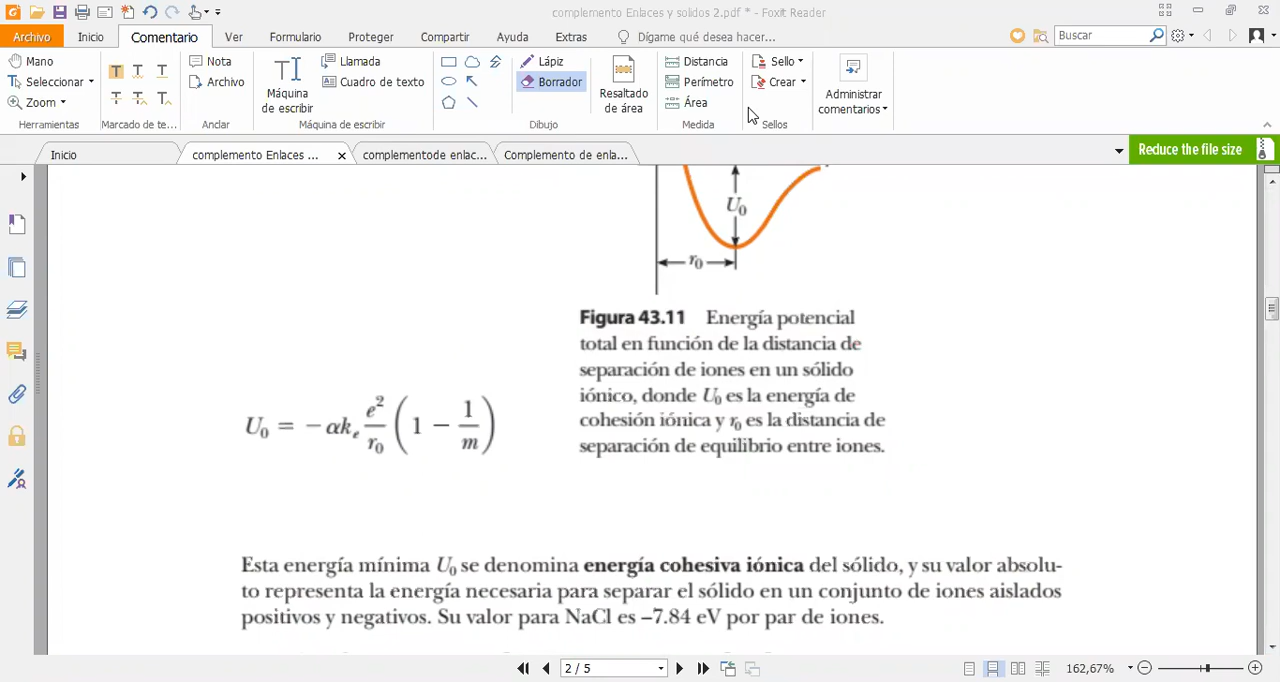 complemento Enlaces y solidos 2.pdf * - Foxit Reader
Archivo Inicio Comentario Ver Formulario Proteger Compartir Ayuda Extras Dígame qué desea hacer... Buscar
Mano
Seleccionar
Zoom
Herramientas
T T T
T T T
Marcado de te...
Nota
Archivo
Anclar
Máquina
de escribir
Llamada
Cuadro de texto
Máquina de escribir
Lápiz
Borrador
Dibujo
Resaltado
de área
Distancia
Perímetro
Área
Medida
Sello
Crear
Sellos
Administrar
comentarios
Inicio complemento Enlaces ... complementode enlac... Complemento de enla... Reduce the file size
U₀
r₀
Figura 43.11 Energía potencial
total en función de la distancia de
separación de iones en un sólido
iónico, donde U₀ es la energía de
cohesión iónica y r₀ es la distancia de
separación de equilibrio entre iones.
U₀ = −αkₑ e²/r₀ (1 − 1/m)
Esta energía mínima U₀ se denomina energía cohesiva iónica del sólido, y su valor absolu-
to representa la energía necesaria para separar el sólido en un conjunto de iones aislados
positivos y negativos. Su valor para NaCl es –7.84 eV por par de iones.
2 / 5 162,67%